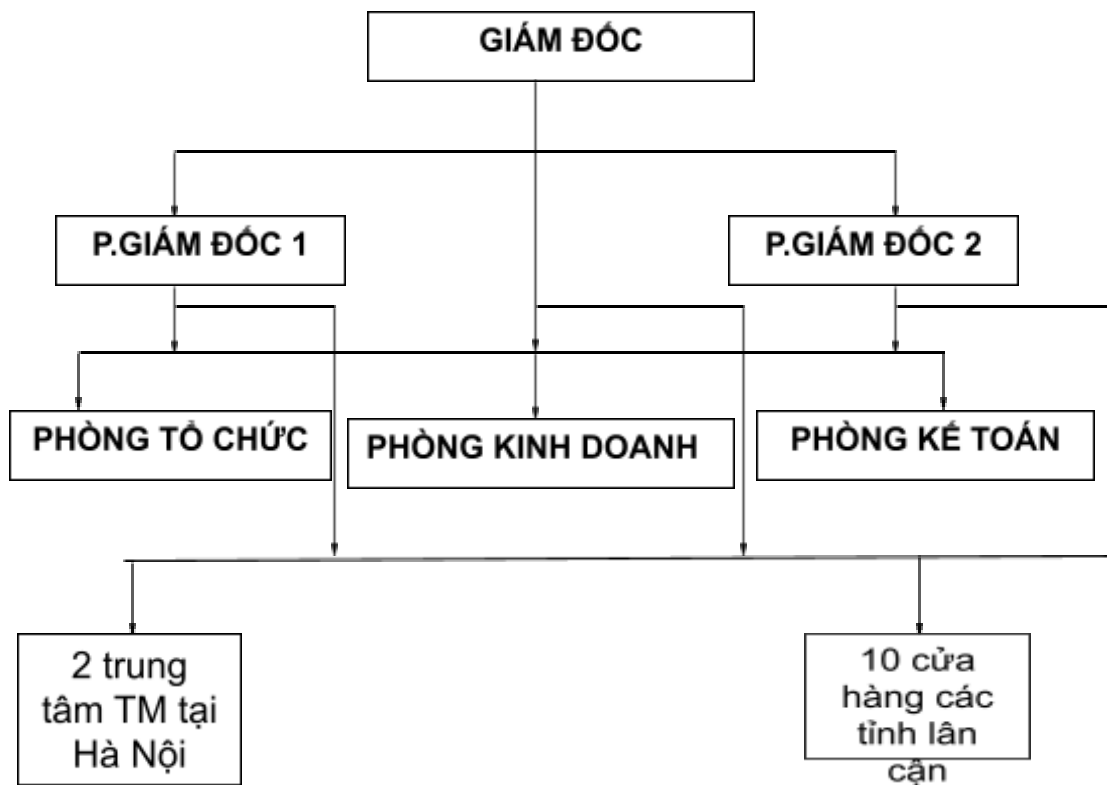 GIÁM ĐỐC
P.GIÁM ĐỐC 1
P.GIÁM ĐỐC 2
PHÒNG TỔ CHỨC
PHÒNG KINH DOANH
PHÒNG KẾ TOÁN
2 trung
tâm TM tại
Hà Nội
10 cửa
hàng các
tỉnh lân
cận